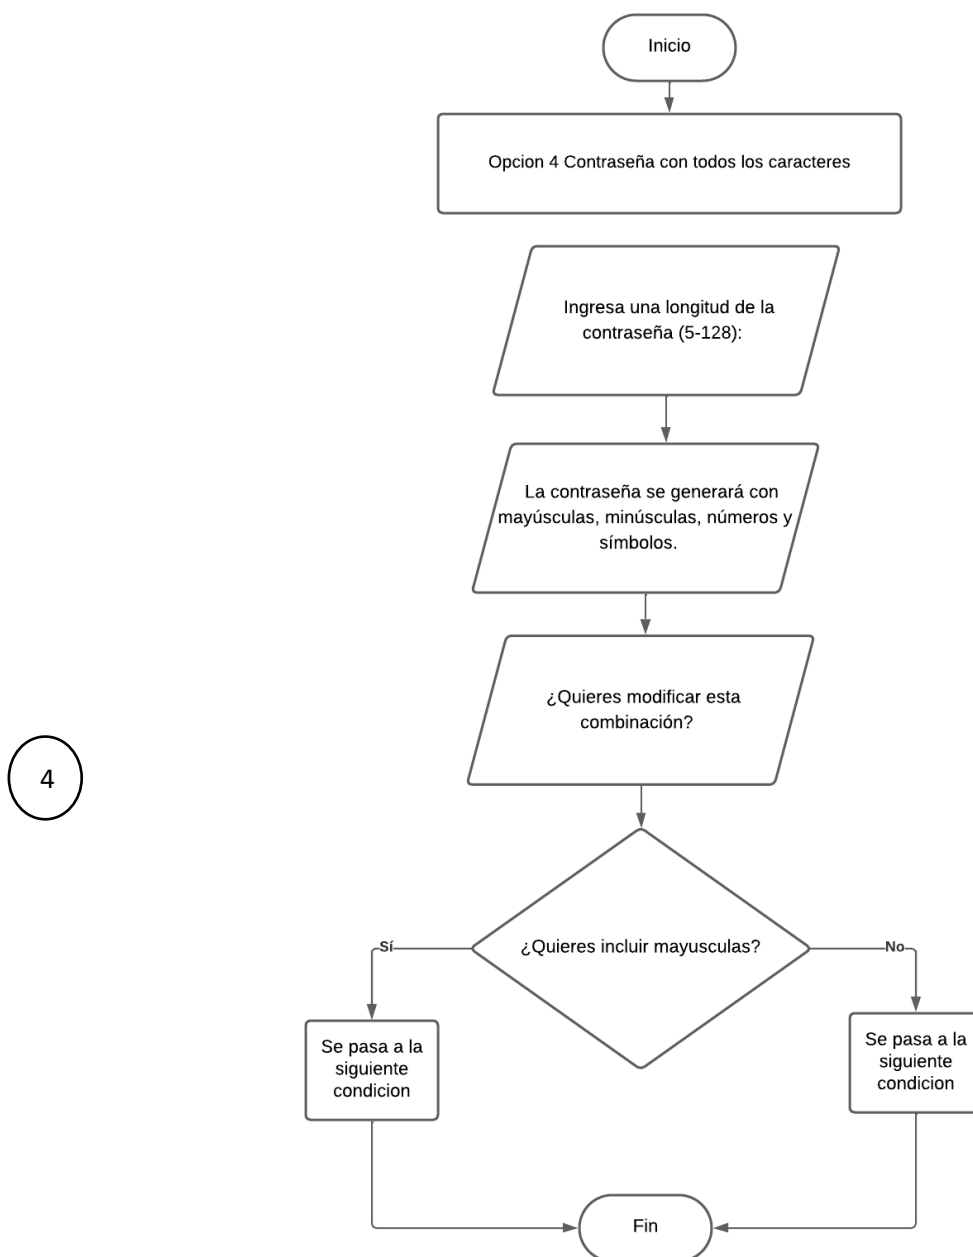 Inicio
Opcion 4 Contraseña con todos los caracteres
Ingresa una longitud de la
contraseña (5-128):
La contraseña se generará con
mayúsculas, minúsculas, números y
símbolos.
¿Quieres modificar esta
combinación?
4
¿Quieres incluir mayusculas?
Sí
No
Se pasa a la
siguiente
condicion
Se pasa a la
siguiente
condicion
Fin